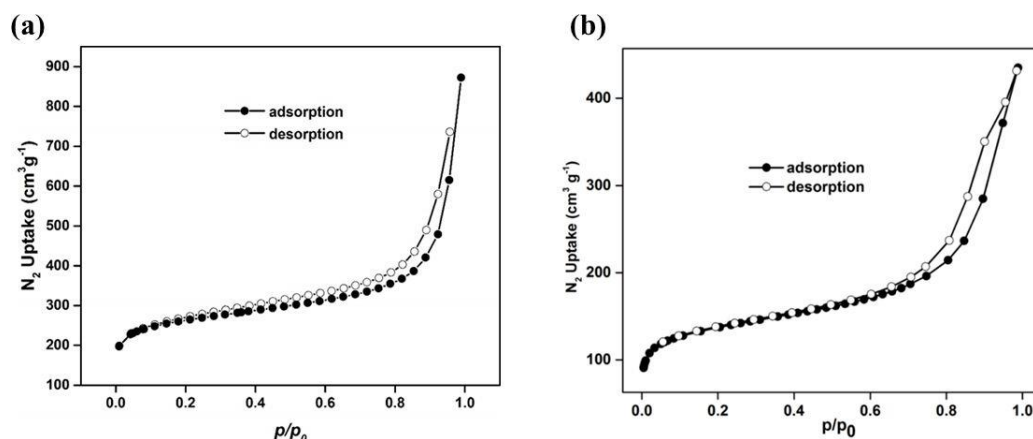 (a)
900
800
700
600
500
400
300
200
100
N₂ Uptake (cm³g⁻¹)
adsorption
desorption
0.0 0.2 0.4 0.6 0.8 1.0
p/p₀
(b)
400
300
200
100
N₂ Uptake (cm³ g⁻¹)
adsorption
desorption
0.0 0.2 0.4 0.6 0.8 1.0
p/p₀